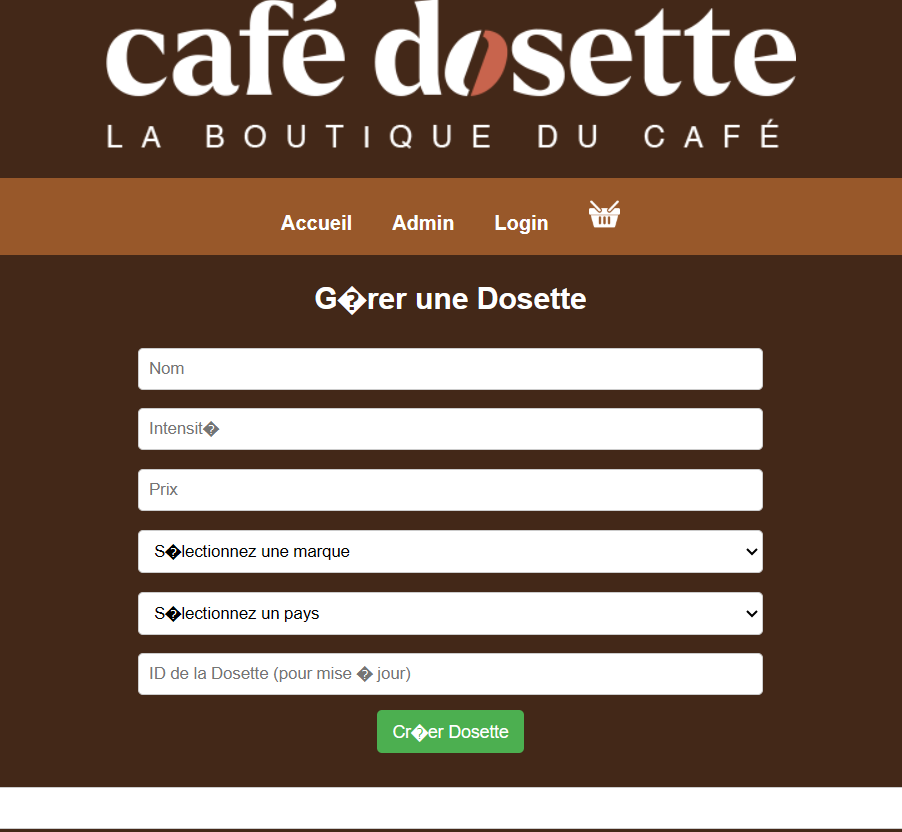 café dosette
LA BOUTIQUE DU CAFÉ
Accueil Admin Login
G�rer une Dosette
Nom
Intensit�
Prix
S�lectionnez une marque
S�lectionnez un pays
ID de la Dosette (pour mise � jour)
Cr�er Dosette